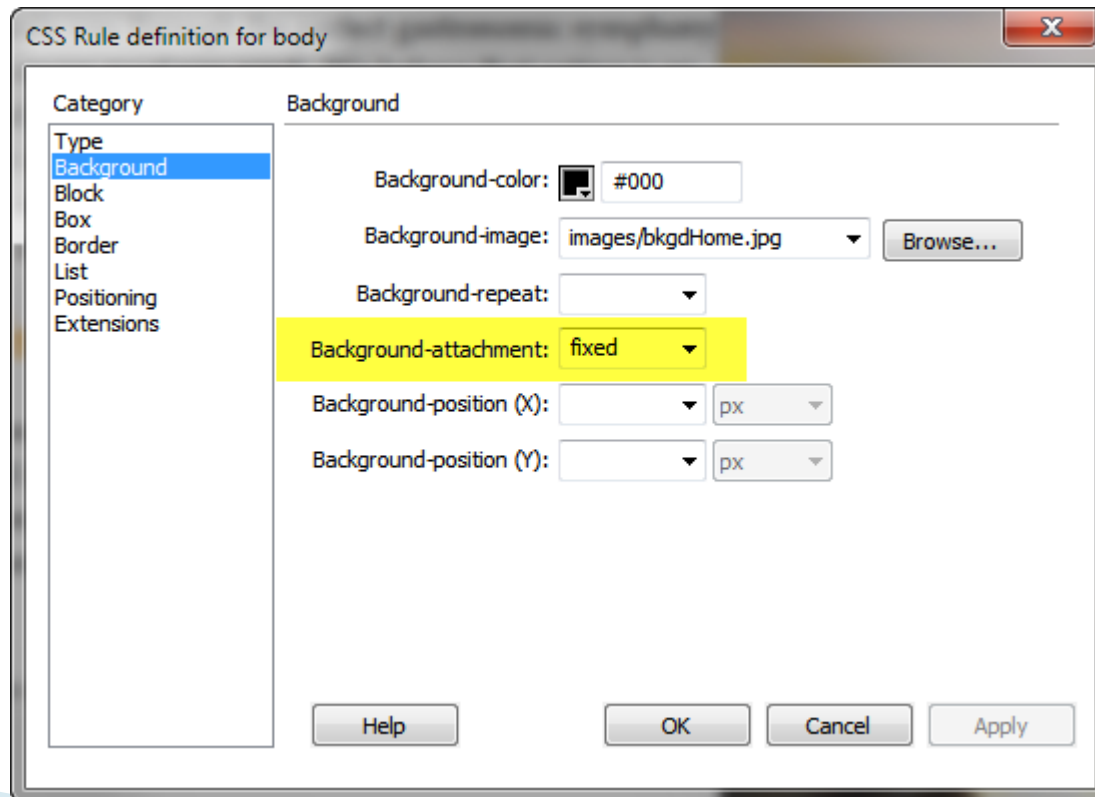 CSS Rule definition for body
Category
Type
Background
Block
Box
Border
List
Positioning
Extensions
Background
Background-color: #000
Background-image: images/bkgdHome.jpg Browse...
Background-repeat:
Background-attachment: fixed
Background-position (X): px
Background-position (Y): px
Help OK Cancel Apply